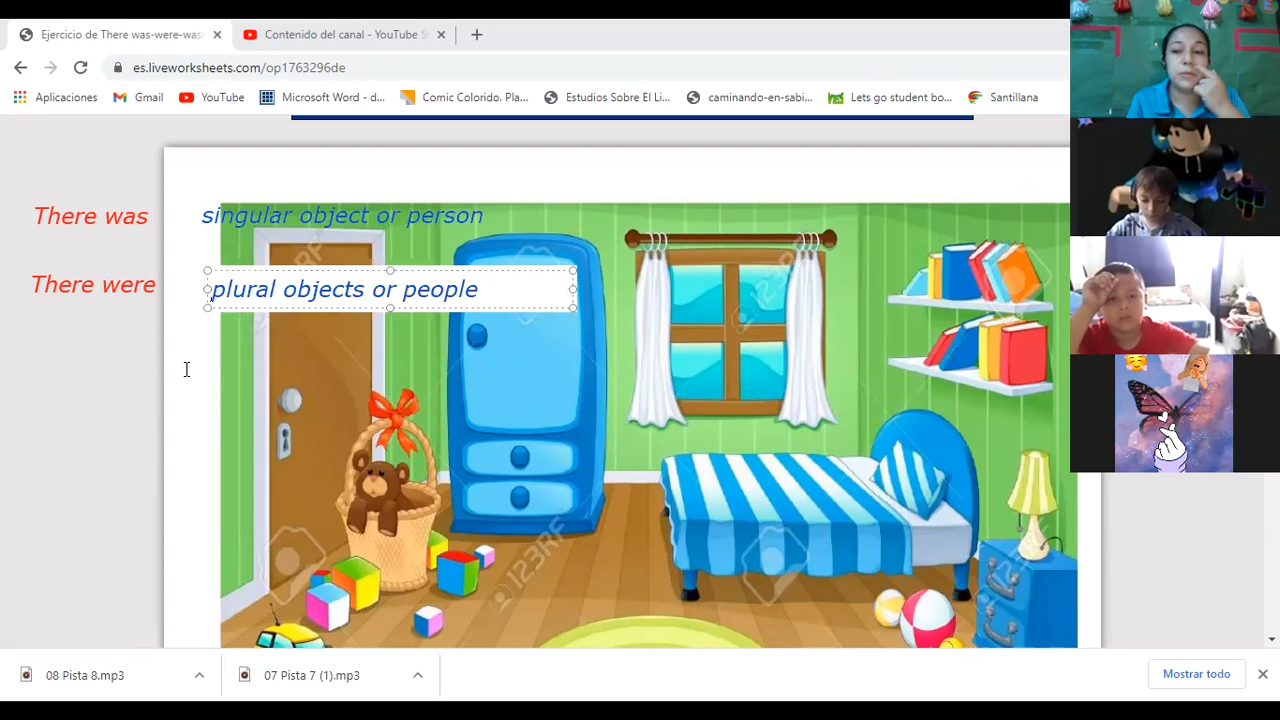 Ejercicio de There was-were-was
Contenido del canal - YouTube S
es.liveworksheets.com/op1763296de
Aplicaciones
Gmail
YouTube
Microsoft Word - d...
Comic Colorido. Pla...
Estudios Sobre El Li...
caminando-en-sabi...
Lets go student bo...
Santillana
There was
singular object or person
There were
plural objects or people
123RF
123RF
123RF
08 Pista 8.mp3
07 Pista 7 (1).mp3
Mostrar todo